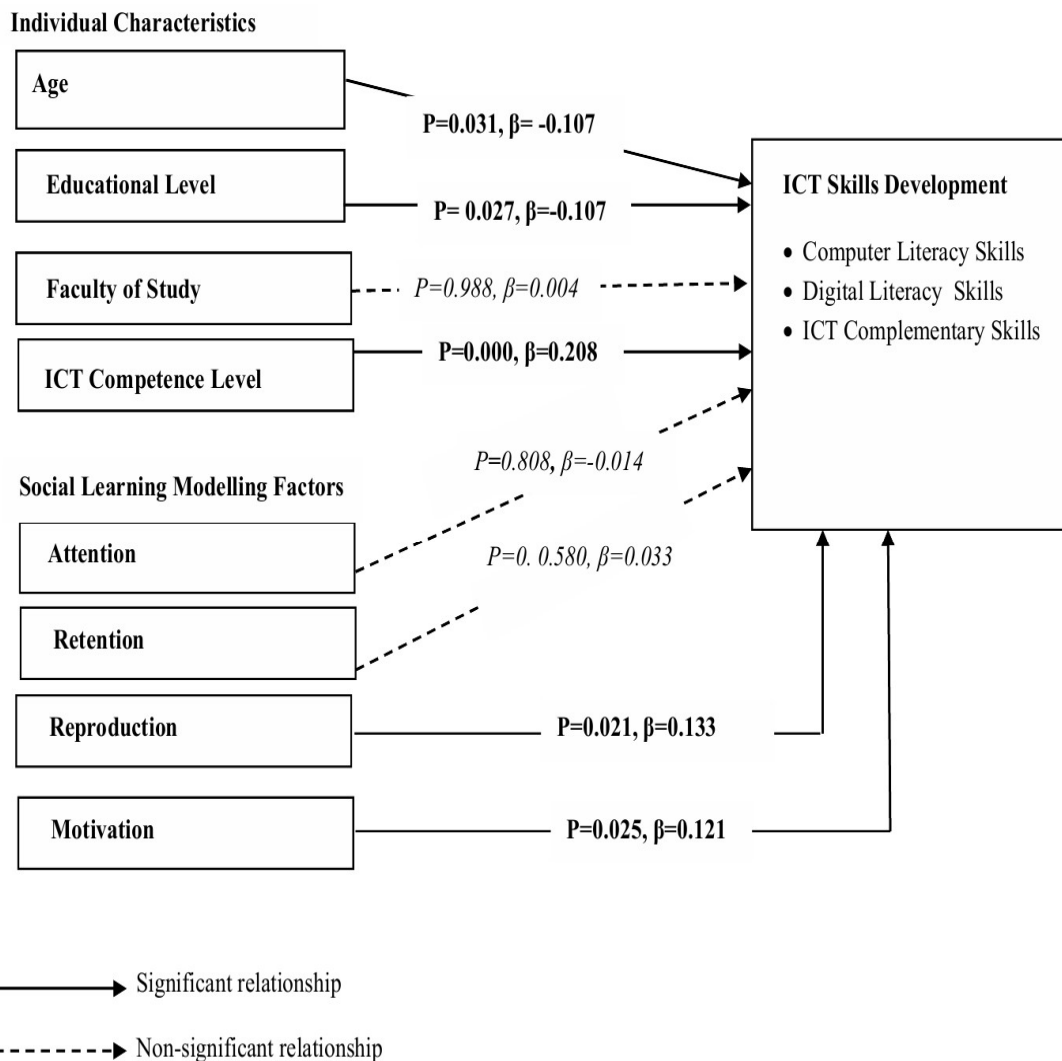 Individual Characteristics
Age
P=0.031, β= -0.107
Educational Level
P= 0.027, β=-0.107
Faculty of Study
P=0.988, β=0.004
ICT Competence Level
P=0.000, β=0.208
ICT Skills Development
• Computer Literacy Skills
• Digital Literacy Skills
• ICT Complementary Skills
P=0.808, β=-0.014
Social Learning Modelling Factors
Attention
P=0. 0.580, β=0.033
Retention
Reproduction
P=0.021, β=0.133
Motivation
P=0.025, β=0.121
Significant relationship
Non-significant relationship